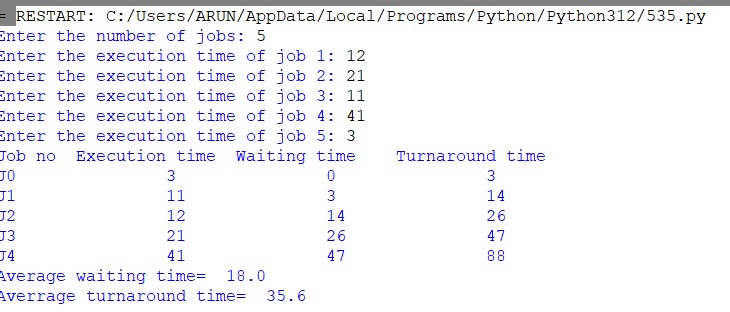 = RESTART: C:/Users/ARUN/AppData/Local/Programs/Python/Python312/535.py
Enter the number of jobs: 5
Enter the execution time of job 1: 12
Enter the execution time of job 2: 21
Enter the execution time of job 3: 11
Enter the execution time of job 4: 41
Enter the execution time of job 5: 3
Job no  Execution time  Waiting time    Turnaround time
J0 3 0 3
J1 11 3 14
J2 12 14 26
J3 21 26 47
J4 41 47 88
Average waiting time=  18.0
Averrage turnaround time=  35.6